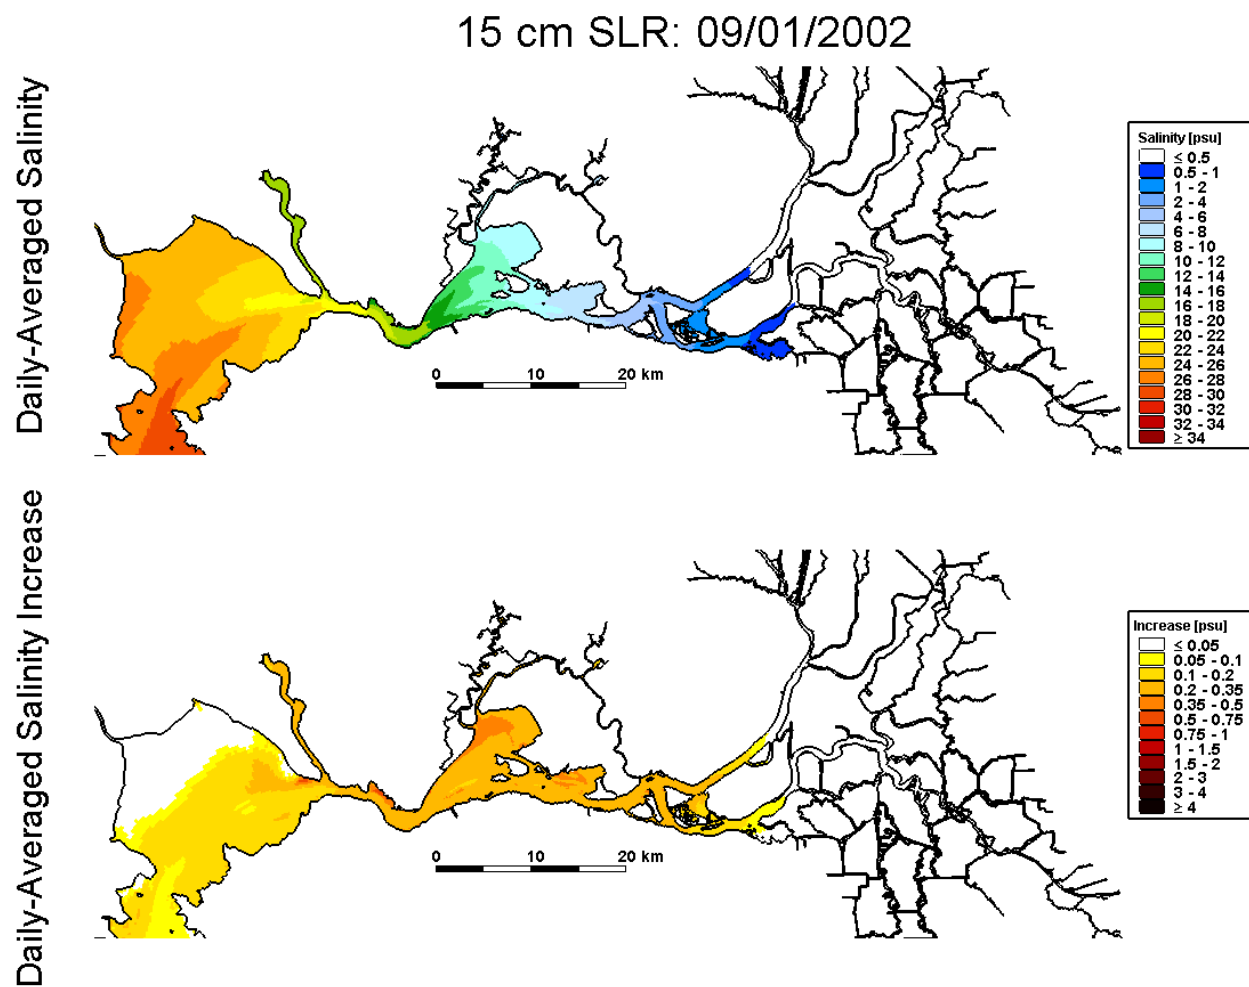 15 cm SLR: 09/01/2002
Daily-Averaged Salinity
0 10 20 km
Salinity [psu]
≤ 0.5
0.5 - 1
1 - 2
2 - 4
4 - 6
6 - 8
8 - 10
10 - 12
12 - 14
14 - 16
16 - 18
18 - 20
20 - 22
22 - 24
24 - 26
26 - 28
28 - 30
30 - 32
32 - 34
≥ 34
Daily-Averaged Salinity Increase
0 10 20 km
Increase [psu]
≤ 0.05
0.05 - 0.1
0.1 - 0.2
0.2 - 0.35
0.35 - 0.5
0.5 - 0.75
0.75 - 1
1 - 1.5
1.5 - 2
2 - 3
3 - 4
≥ 4